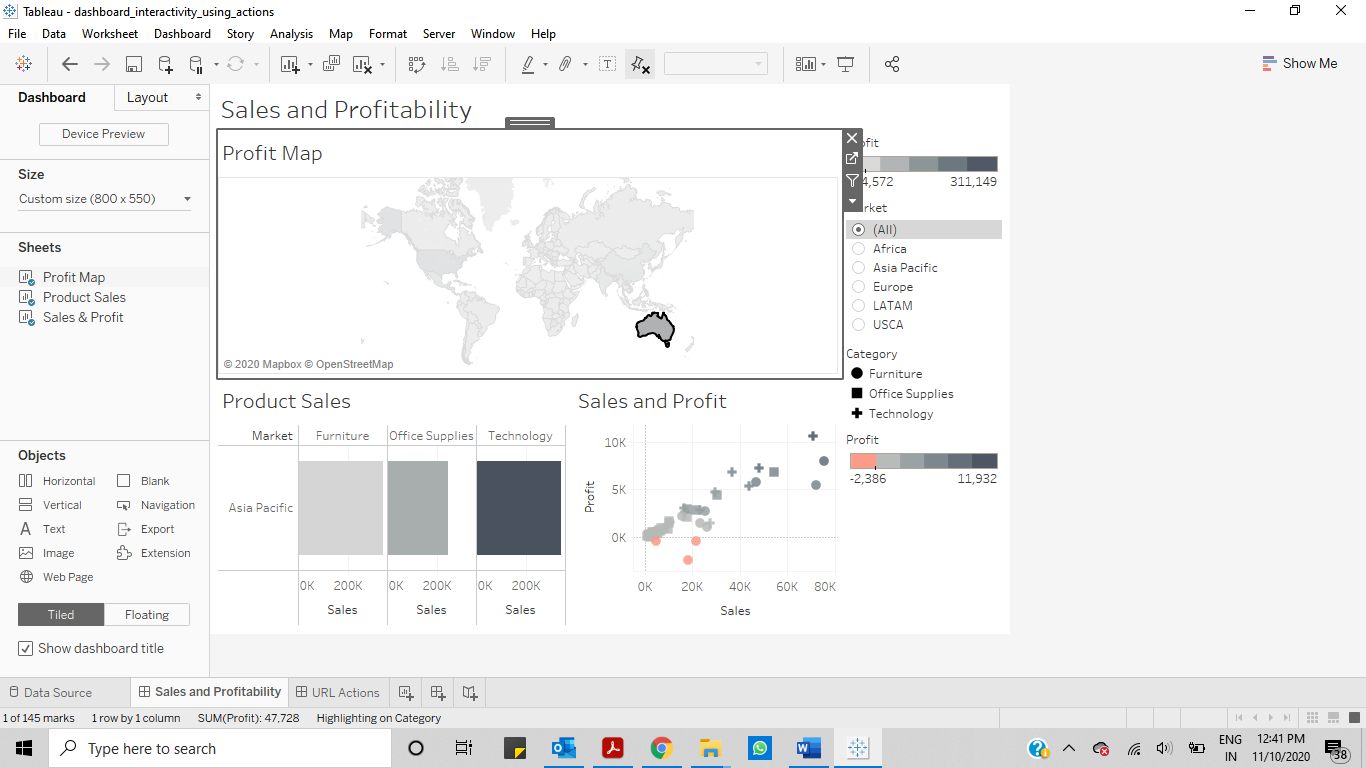 Tableau - dashboard_interactivity_using_actions
File Data Worksheet Dashboard Story Analysis Map Format Server Window Help
Show Me
Dashboard
Layout
Device Preview
Size
Custom size (800 x 550)
Sheets
Profit Map
Product Sales
Sales & Profit
Objects
Horizontal
Blank
Vertical
Navigation
Text
Export
Image
Extension
Web Page
Tiled
Floating
Show dashboard title
Sales and Profitability
Profit Map
© 2020 Mapbox © OpenStreetMap
ofit
4,572
311,149
rket
(All)
Africa
Asia Pacific
Europe
LATAM
USCA
Category
Furniture
Office Supplies
Technology
Profit
-2,386
11,932
Product Sales
Market
Furniture
Office Supplies
Technology
Asia Pacific
0K 200K
0K 200K
0K 200K
Sales
Sales
Sales
Sales and Profit
10K
5K
0K
Profit
0K 20K 40K 60K 80K
Sales
Data Source
Sales and Profitability
URL Actions
1 of 145 marks
1 row by 1 column
SUM(Profit): 47,728
Highlighting on Category
Type here to search
ENG
IN
12:41 PM
11/10/2020
38